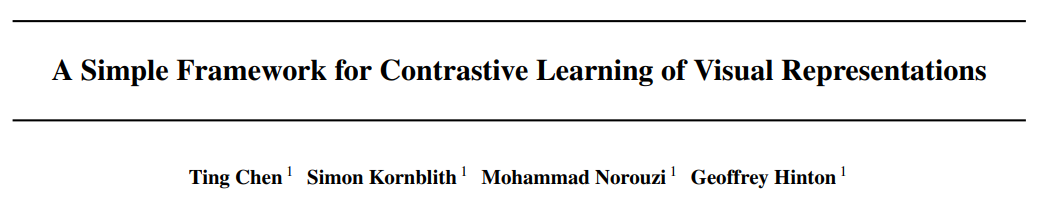 A Simple Framework for Contrastive Learning of Visual Representations
Ting Chen 1 Simon Kornblith 1 Mohammad Norouzi 1 Geoffrey Hinton 1